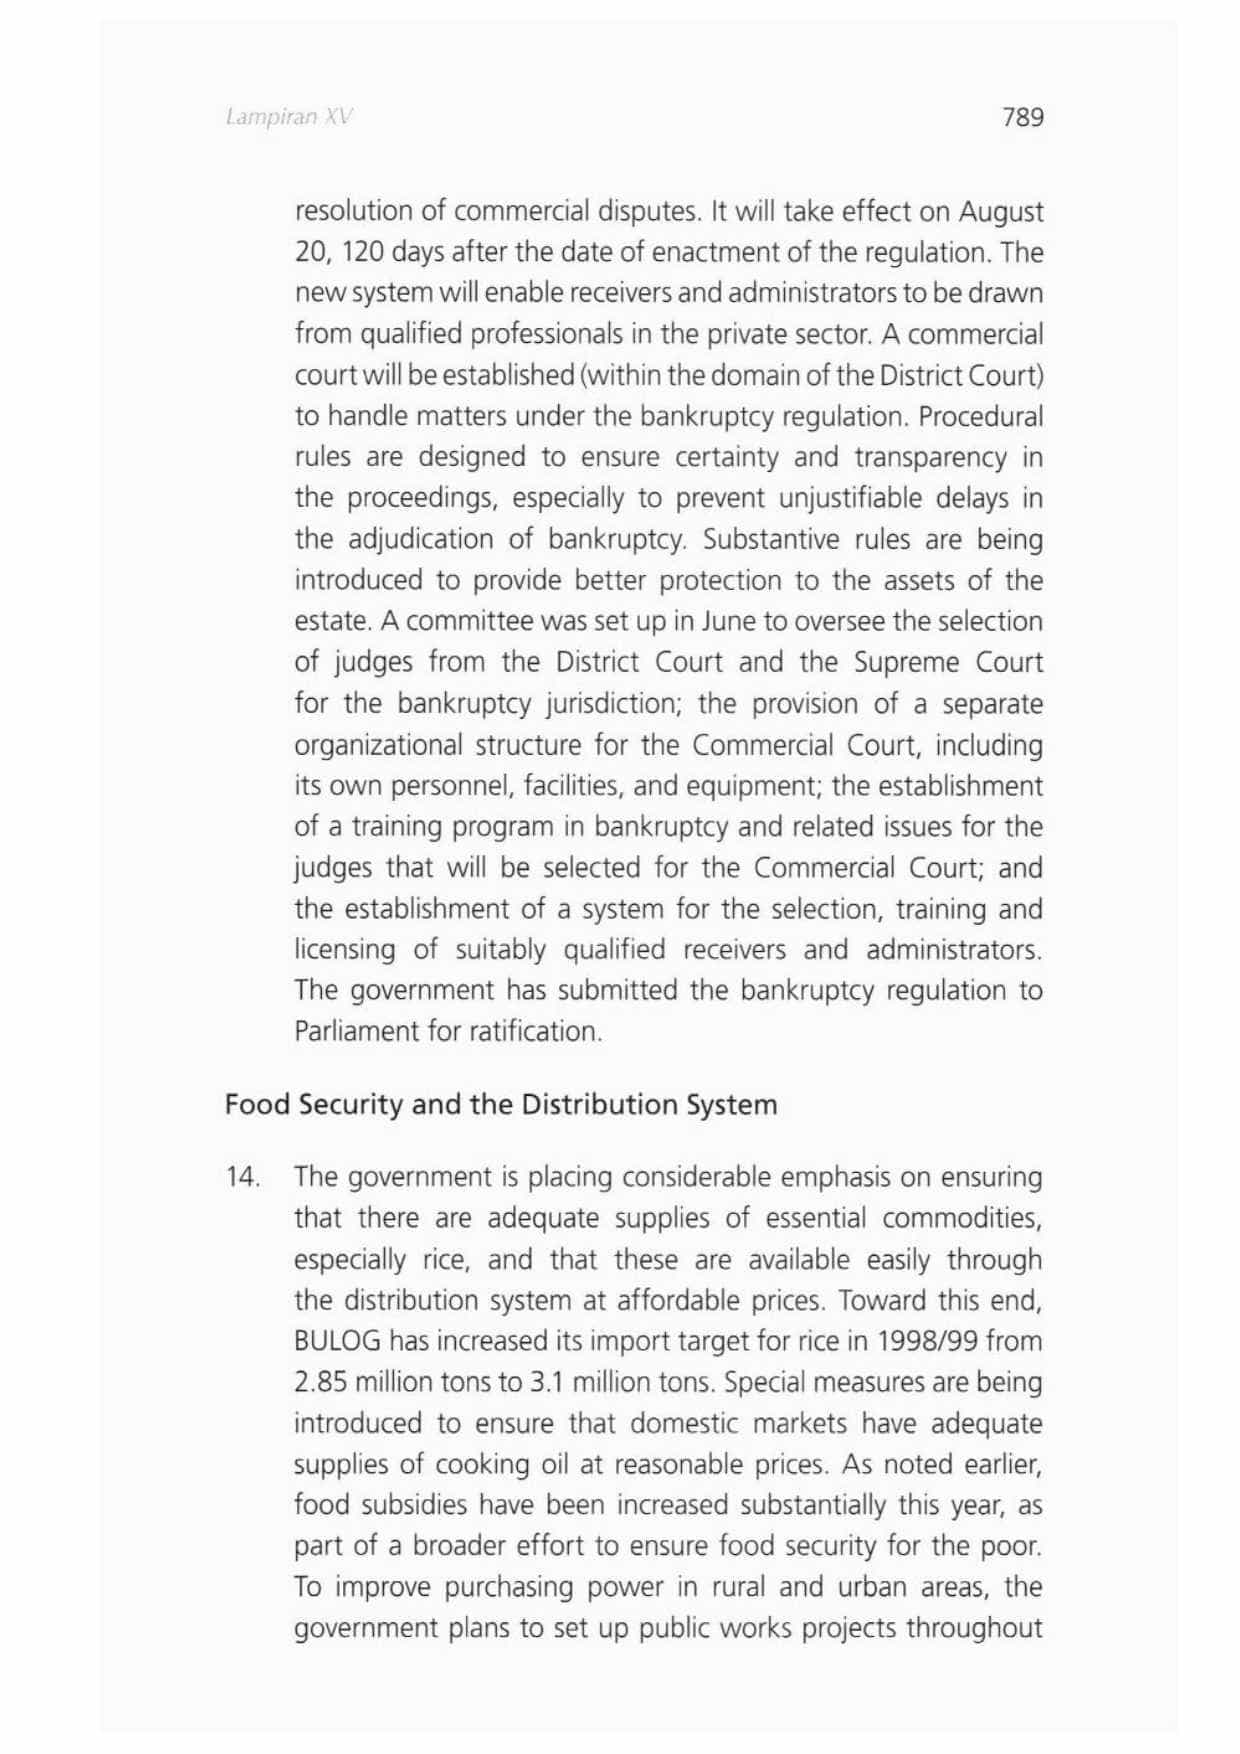 Lampiran XV
789
resolution of commercial disputes. It will take effect on August
20, 120 days after the date of enactment of the regulation. The
new system will enable receivers and administrators to be drawn
from qualified professionals in the private sector. A commercial
court will be established (within the domain of the District Court)
to handle matters under the bankruptcy regulation. Procedural
rules are designed to ensure certainty and transparency in
the proceedings, especially to prevent unjustifiable delays in
the adjudication of bankruptcy. Substantive rules are being
introduced to provide better protection to the assets of the
estate. A committee was set up in June to oversee the selection
of judges from the District Court and the Supreme Court
for the bankruptcy jurisdiction; the provision of a separate
organizational structure for the Commercial Court, including
its own personnel, facilities, and equipment; the establishment
of a training program in bankruptcy and related issues for the
judges that will be selected for the Commercial Court; and
the establishment of a system for the selection, training and
licensing of suitably qualified receivers and administrators.
The government has submitted the bankruptcy regulation to
Parliament for ratification.
Food Security and the Distribution System
14. The government is placing considerable emphasis on ensuring
that there are adequate supplies of essential commodities,
especially rice, and that these are available easily through
the distribution system at affordable prices. Toward this end,
BULOG has increased its import target for rice in 1998/99 from
2.85 million tons to 3.1 million tons. Special measures are being
introduced to ensure that domestic markets have adequate
supplies of cooking oil at reasonable prices. As noted earlier,
food subsidies have been increased substantially this year, as
part of a broader effort to ensure food security for the poor.
To improve purchasing power in rural and urban areas, the
government plans to set up public works projects throughout